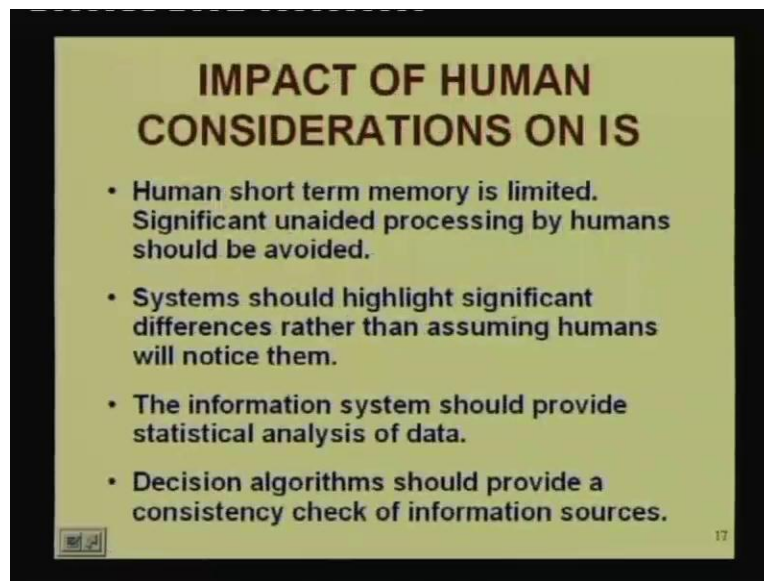 IMPACT OF HUMAN
CONSIDERATIONS ON IS
• Human short term memory is limited.
Significant unaided processing by humans
should be avoided.
• Systems should highlight significant
differences rather than assuming humans
will notice them.
• The information system should provide
statistical analysis of data.
• Decision algorithms should provide a
consistency check of information sources.
17